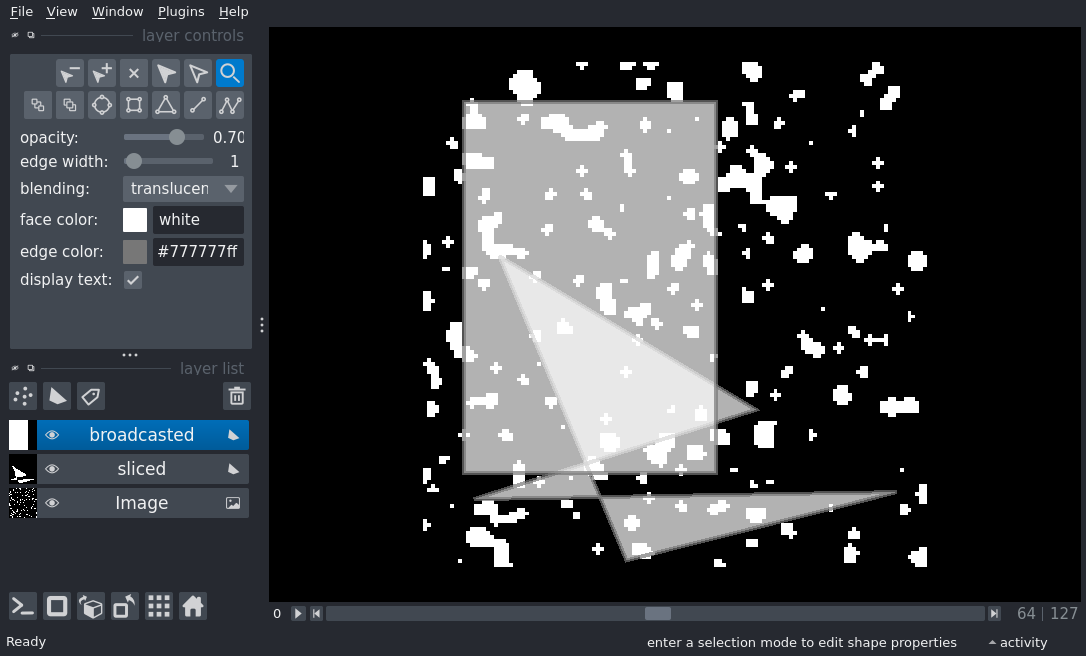 File View Window Plugins Help
layer controls
opacity: 0.70
edge width: 1
blending: translucen
face color: white
edge color: #777777ff
display text:
layer list
broadcasted
sliced
Image
0 64 | 127
Ready enter a selection mode to edit shape properties activity